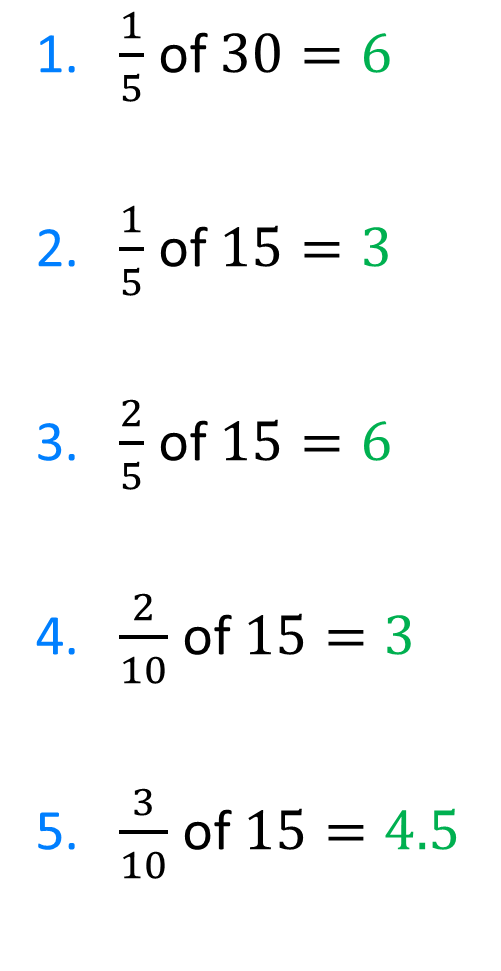 1. 1/5 of 30 = 6
2. 1/5 of 15 = 3
3. 2/5 of 15 = 6
4. 2/10 of 15 = 3
5. 3/10 of 15 = 4.5